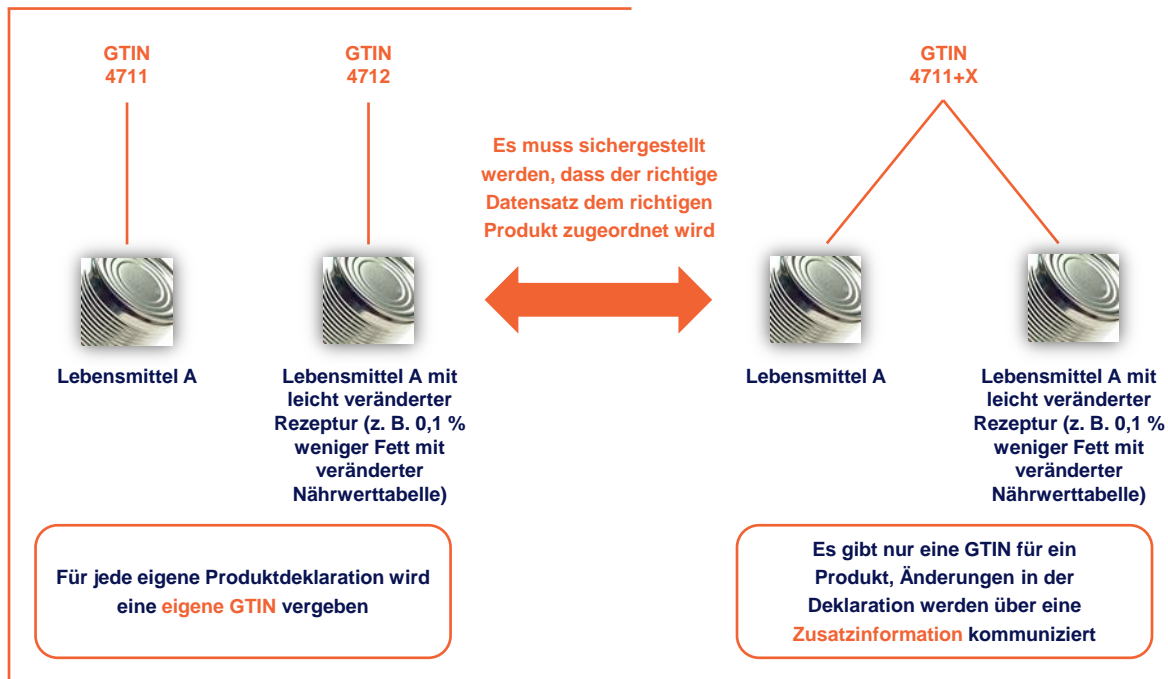 GTIN
4711
GTIN
4712
GTIN
4711+X
Es muss sichergestellt
werden, dass der richtige
Datensatz dem richtigen
Produkt zugeordnet wird
Lebensmittel A
Lebensmittel A mit
leicht veränderter
Rezeptur (z. B. 0,1 %
weniger Fett mit
veränderter
Nährwerttabelle)
Lebensmittel A
Lebensmittel A mit
leicht veränderter
Rezeptur (z. B. 0,1 %
weniger Fett mit
veränderter
Nährwerttabelle)
Für jede eigene Produktdeklaration wird
eine eigene GTIN vergeben
Es gibt nur eine GTIN für ein
Produkt, Änderungen in der
Deklaration werden über eine
Zusatzinformation kommuniziert